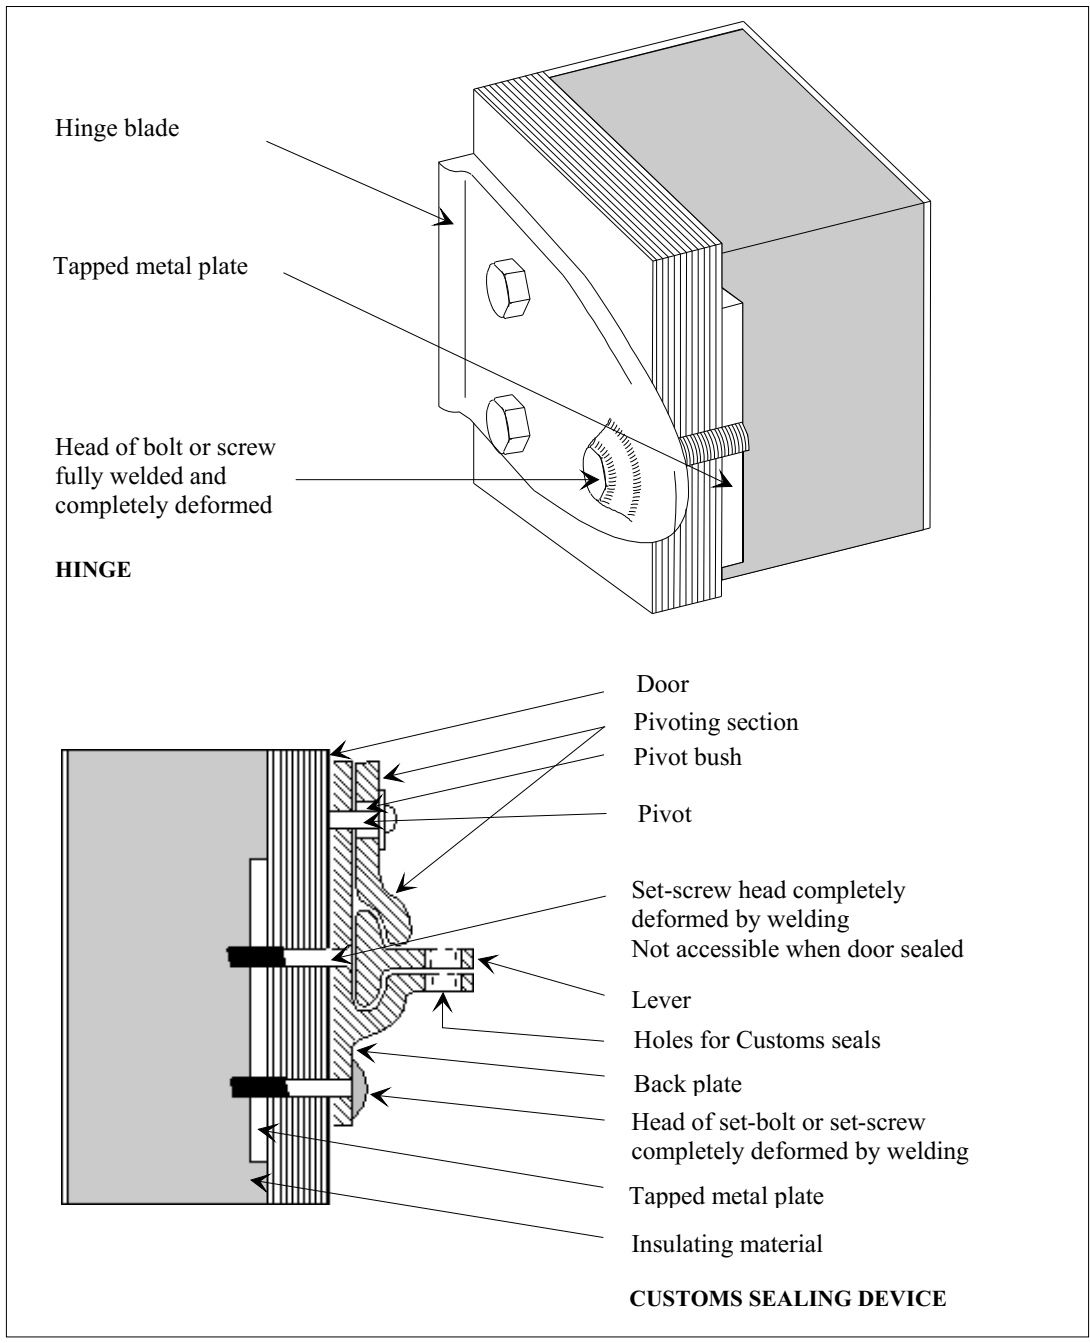 Hinge blade
Tapped metal plate
Head of bolt or screw
fully welded and
completely deformed
HINGE
Door
Pivoting section
Pivot bush
Pivot
Set-screw head completely
deformed by welding
Not accessible when door sealed
Lever
Holes for Customs seals
Back plate
Head of set-bolt or set-screw
completely deformed by welding
Tapped metal plate
Insulating material
CUSTOMS SEALING DEVICE